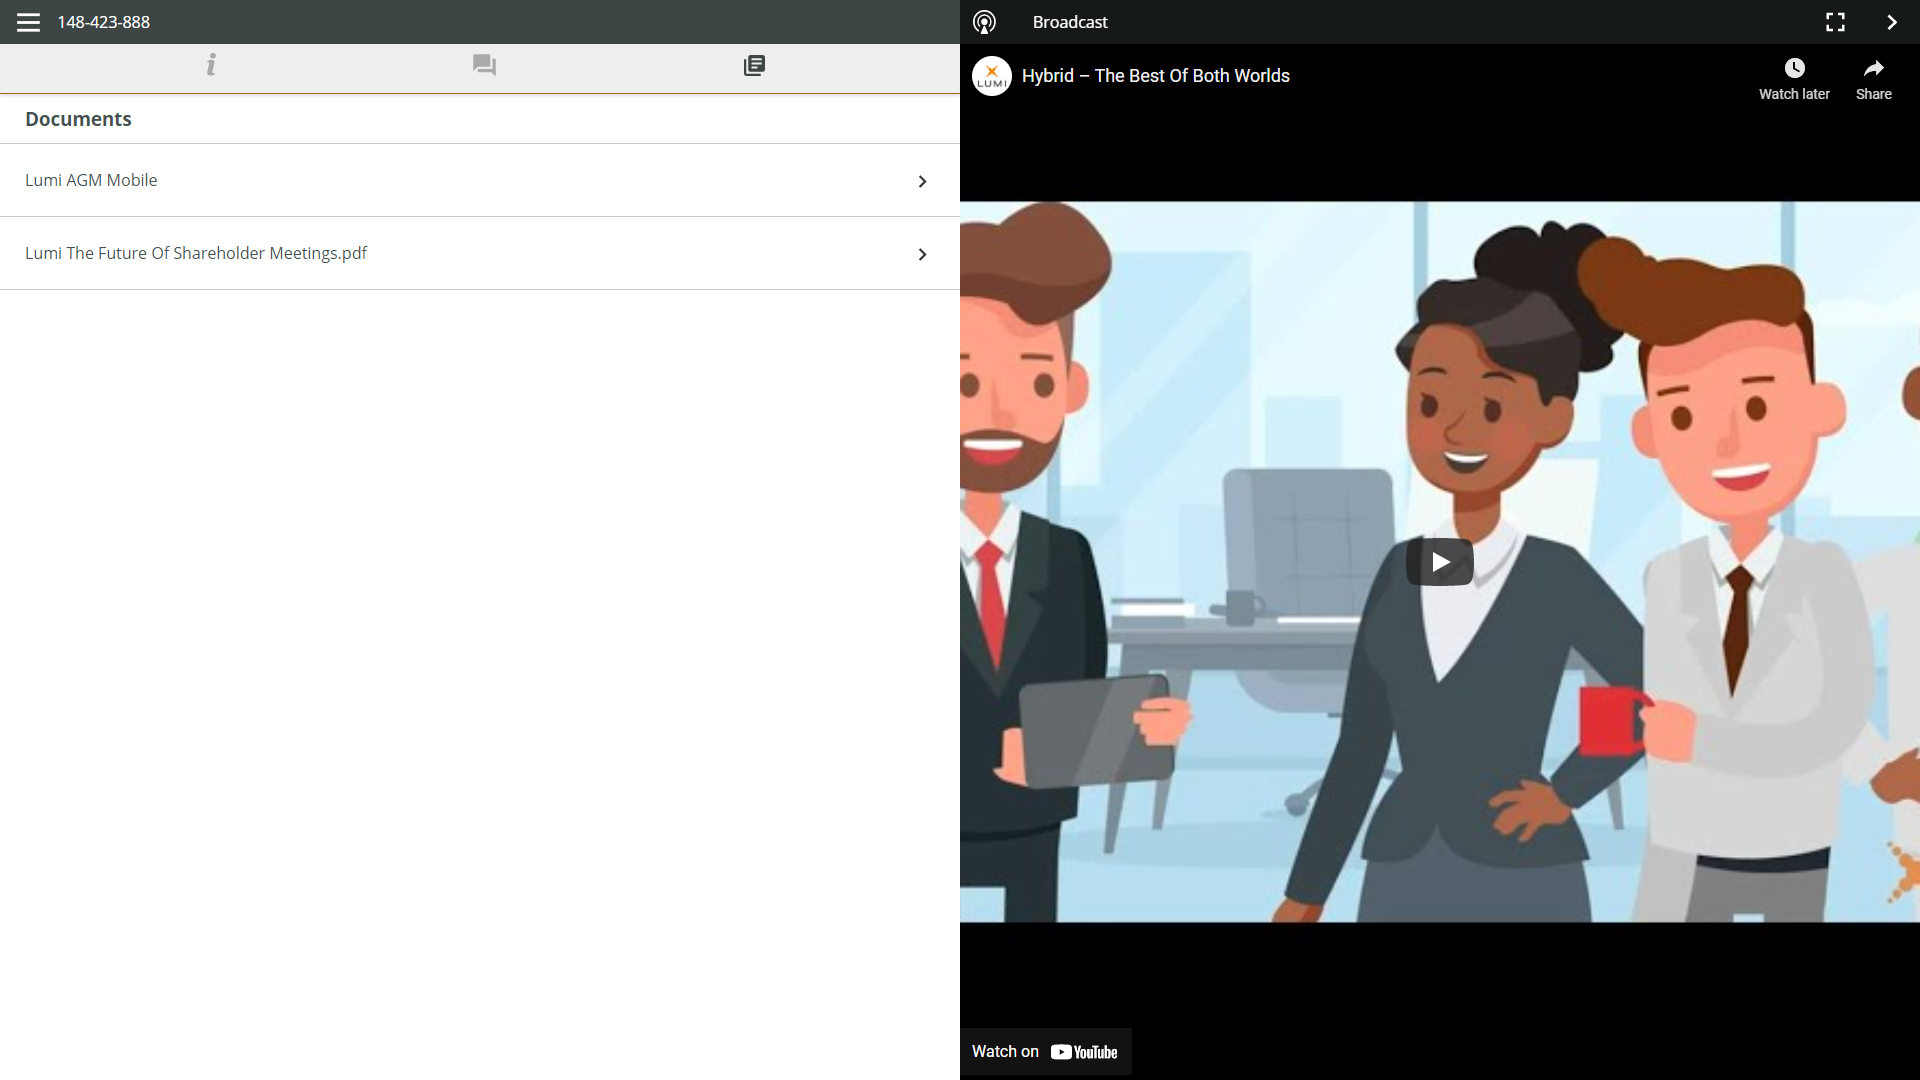 148-423-888
Documents
Lumi AGM Mobile
Lumi The Future Of Shareholder Meetings.pdf
Broadcast
LUMI
Hybrid – The Best Of Both Worlds
Watch later
Share
Watch on YouTube